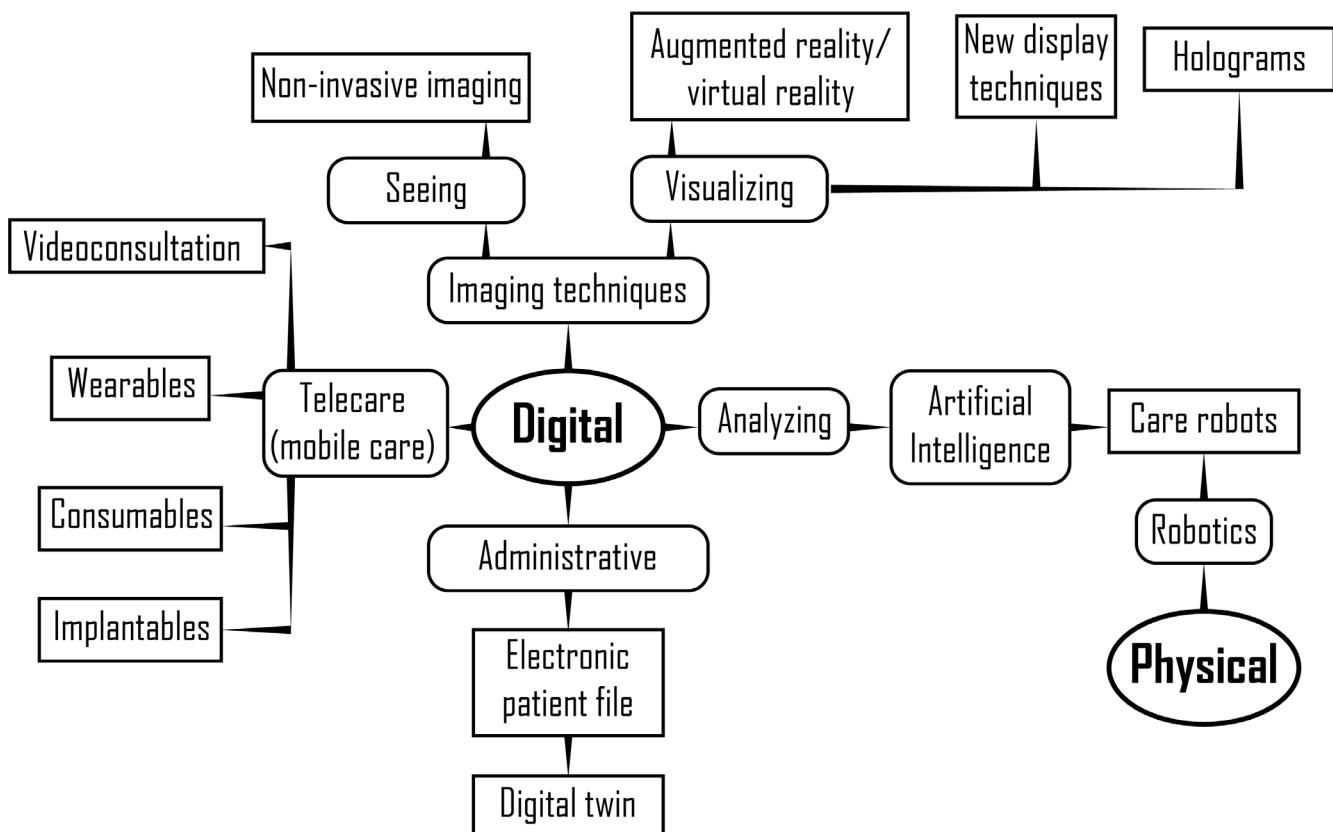 Augmented reality/
virtual reality
New display
techniques
Holograms
Non-invasive imaging
Seeing
Visualizing
Videoconsultation
Imaging techniques
Wearables
Telecare
(mobile care)
Digital
Analyzing
Artificial
Intelligence
Care robots
Consumables
Administrative
Robotics
Implantables
Electronic
patient file
Physical
Digital twin